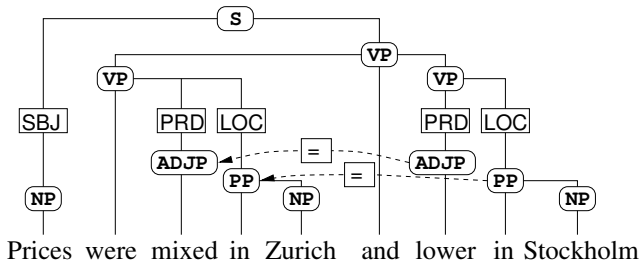 S
VP
VP VP
SBJ PRD LOC PRD LOC
ADJP = ADJP
PP = PP
NP NP NP
Prices were mixed in Zurich and lower in Stockholm